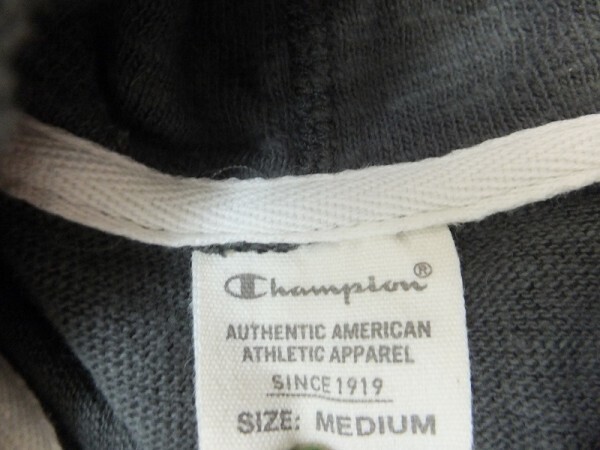 Champion®
AUTHENTIC AMERICAN
ATHLETIC APPAREL
SINCE 1919
SIZE: MEDIUM